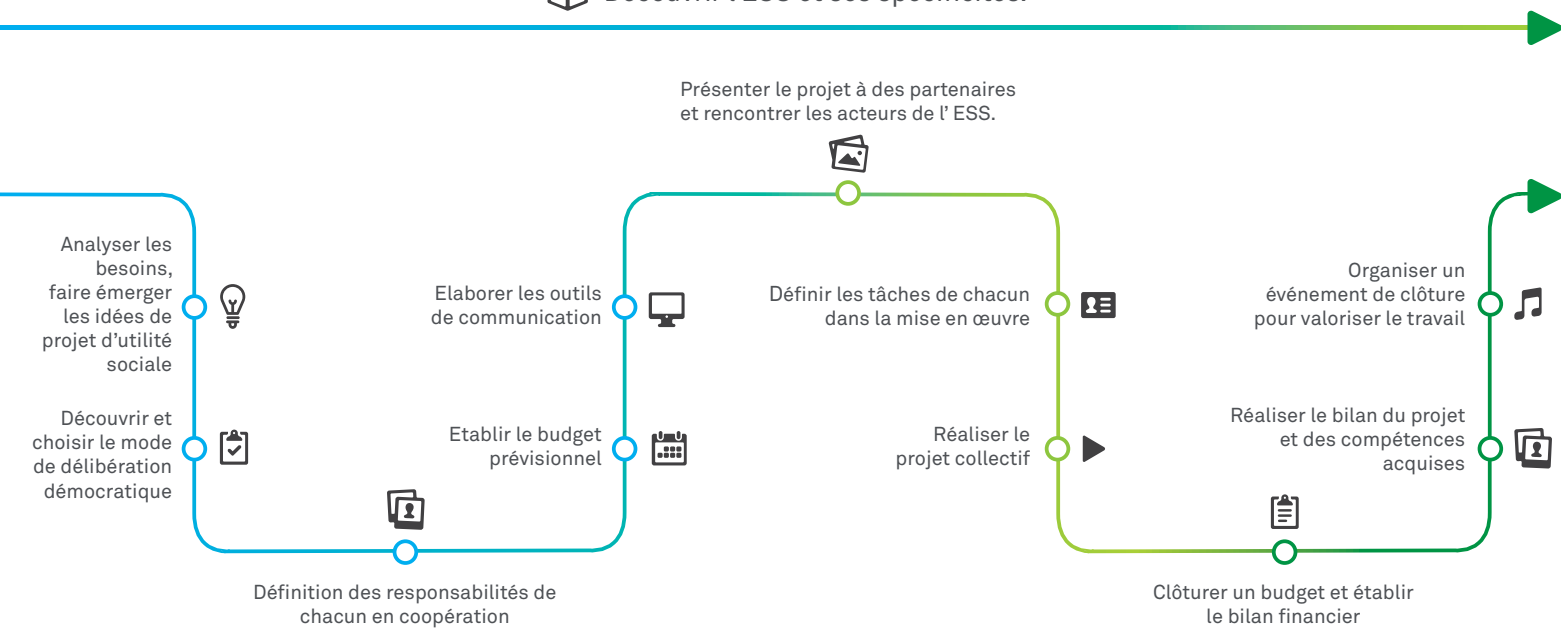 Présenter le projet à des partenaires
et rencontrer les acteurs de l’ ESS.
Analyser les
besoins,
faire émerger
les idées de
projet d’utilité
sociale
Découvrir et
choisir le mode
de délibération
démocratique
Définition des responsabilités de
chacun en coopération
Etablir le budget
prévisionnel
Elaborer les outils
de communication
Définir les tâches de chacun
dans la mise en œuvre
Réaliser le
projet collectif
Clôturer un budget et établir
le bilan financier
Réaliser le bilan du projet
et des compétences
acquises
Organiser un
événement de clôture
pour valoriser le travail